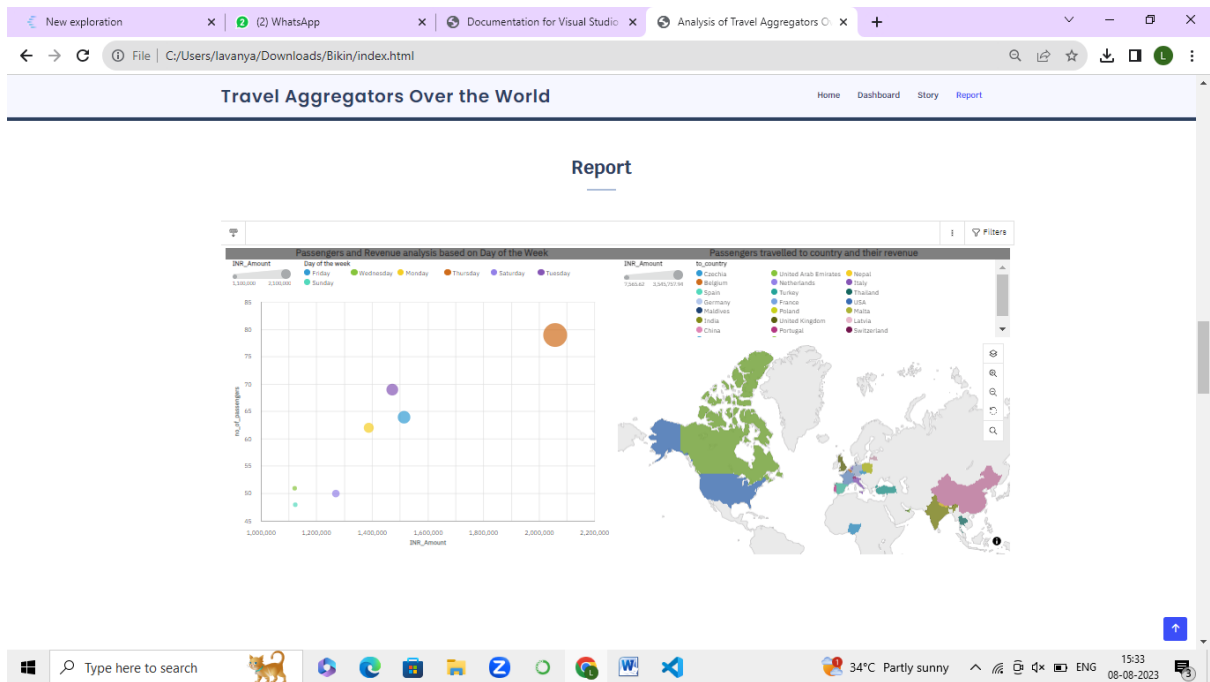 New exploration
2 (2) WhatsApp
Documentation for Visual Studio
Analysis of Travel Aggregators O
File C:/Users/lavanya/Downloads/Bikin/index.html
L
Travel Aggregators Over the World
Home Dashboard Story Report
Report
Filters
Passengers and Revenue analysis based on Day of the Week
INR_Amount
Day of the week
Friday Wednesday Monday Thursday Saturday Tuesday
Sunday
85
80
75
70
65
60
55
50
45
no_of_passengers
1,000,000 1,200,000 1,400,000 1,600,000 1,800,000 2,000,000 2,200,000
INR_Amount
Passengers travelled to country and their revenue
INR_Amount
to_country
Czechia United Arab Emirates Nepal
Belgium Netherlands Italy
Spain Turkey Thailand
Germany France USA
Maldives Poland Malta
India United Kingdom Latvia
China Portugal Switzerland
Type here to search
34°C Partly sunny
ENG
15:33
08-08-2023
3